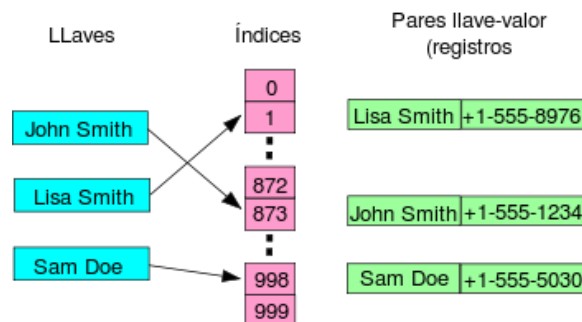 LLaves
Índices
Pares llave-valor
(registros
John Smith
Lisa Smith
Sam Doe
0
1
872
873
998
999
Lisa Smith +1-555-8976
John Smith +1-555-1234
Sam Doe +1-555-5030